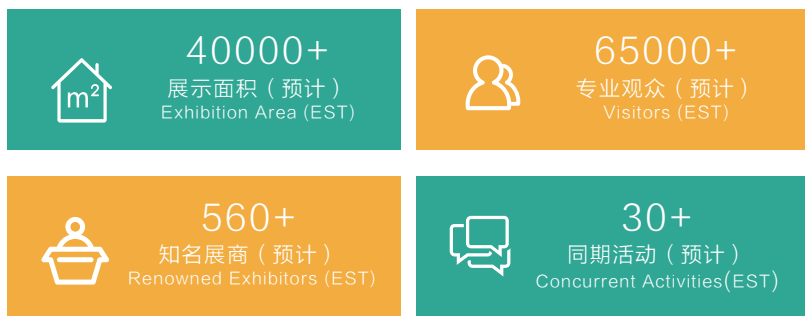 m²
40000+
展示面积（预计）
Exhibition Area (EST)
65000+
专业观众（预计）
Visitors (EST)
560+
知名展商（预计）
Renowned Exhibitors (EST)
30+
同期活动（预计）
Concurrent Activities(EST)